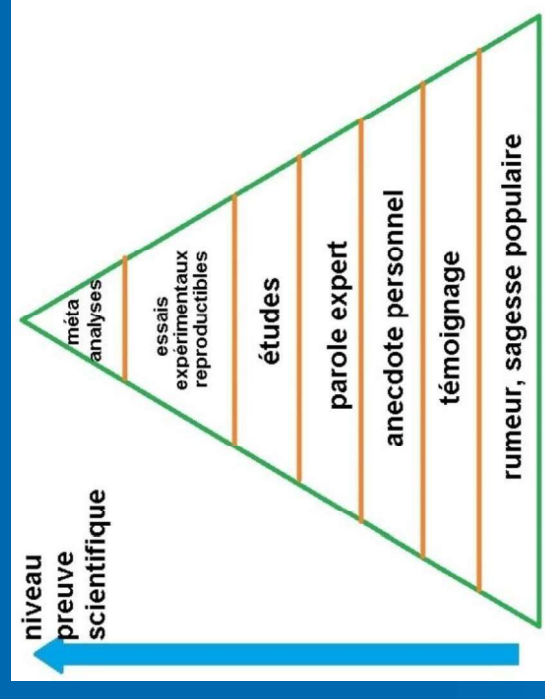 niveau
preuve
scientifique
méta
analyses
essais
expérimentaux
reproductibles
études
parole expert
anecdote personnel
témoignage
rumeur, sagesse populaire